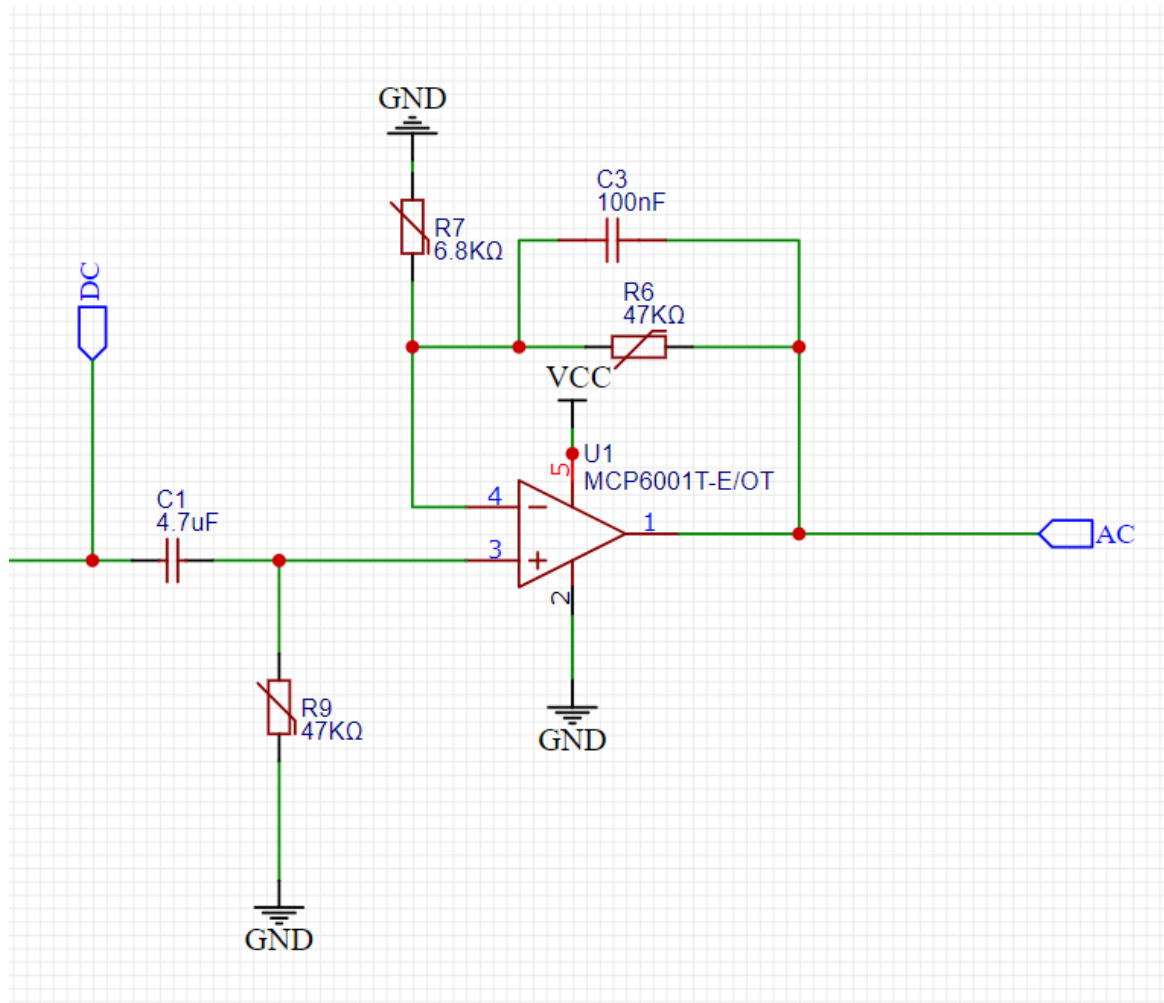 GND
C3
100nF
R7
6.8KΩ
DC
R6
47KΩ
VCC
U1
5
MCP6001T-E/OT
C1
4.7uF
4
1
AC
3
2
R9
47KΩ
GND
GND